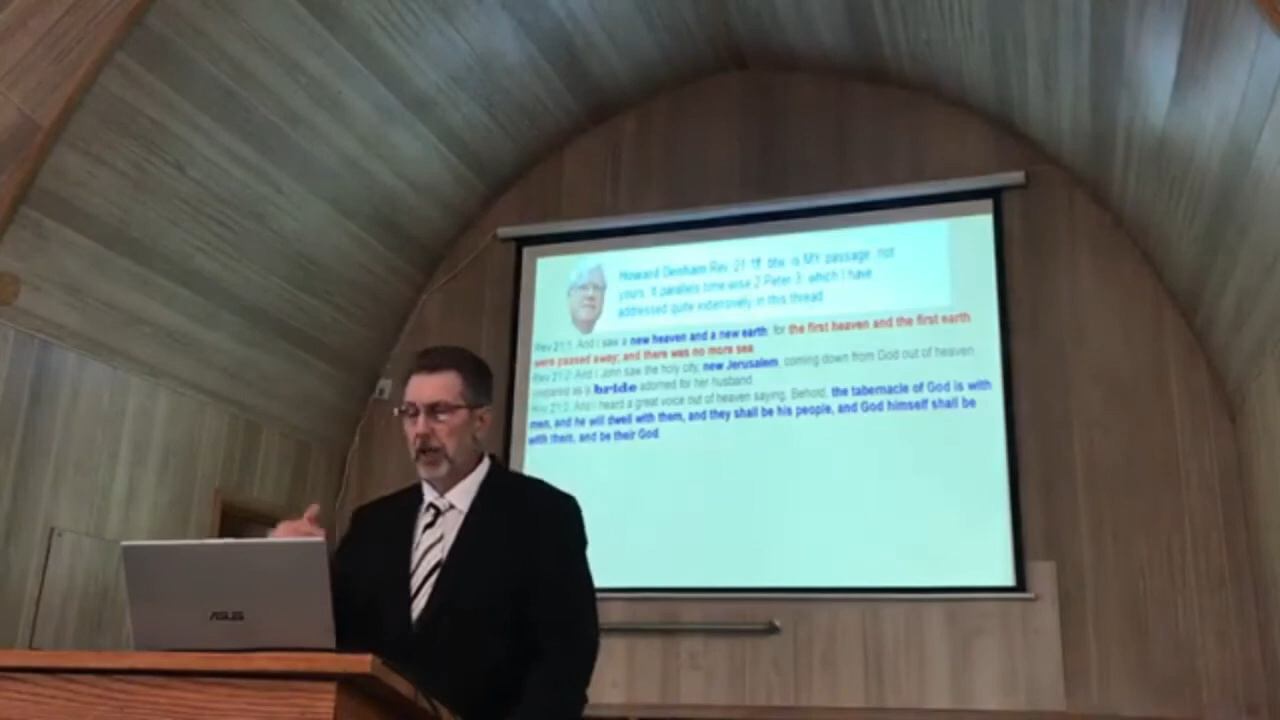 Howard Denham Rev. 21:1ff, btw, is MY passage, not
yours. It parallels time wise 2 Peter 3, which I have
addressed quite extensively in this thread
Rev 21:1 And I saw a new heaven and a new earth: for the first heaven and the first earth
were passed away; and there was no more sea
Rev 21:2 And I John saw the holy city, new Jerusalem, coming down from God out of heaven
prepared as a bride adorned for her husband
Rev 21:3 And I heard a great voice out of heaven saying, Behold, the tabernacle of God is with
men, and he will dwell with them, and they shall be his people, and God himself shall be
with them, and be their God
ASUS